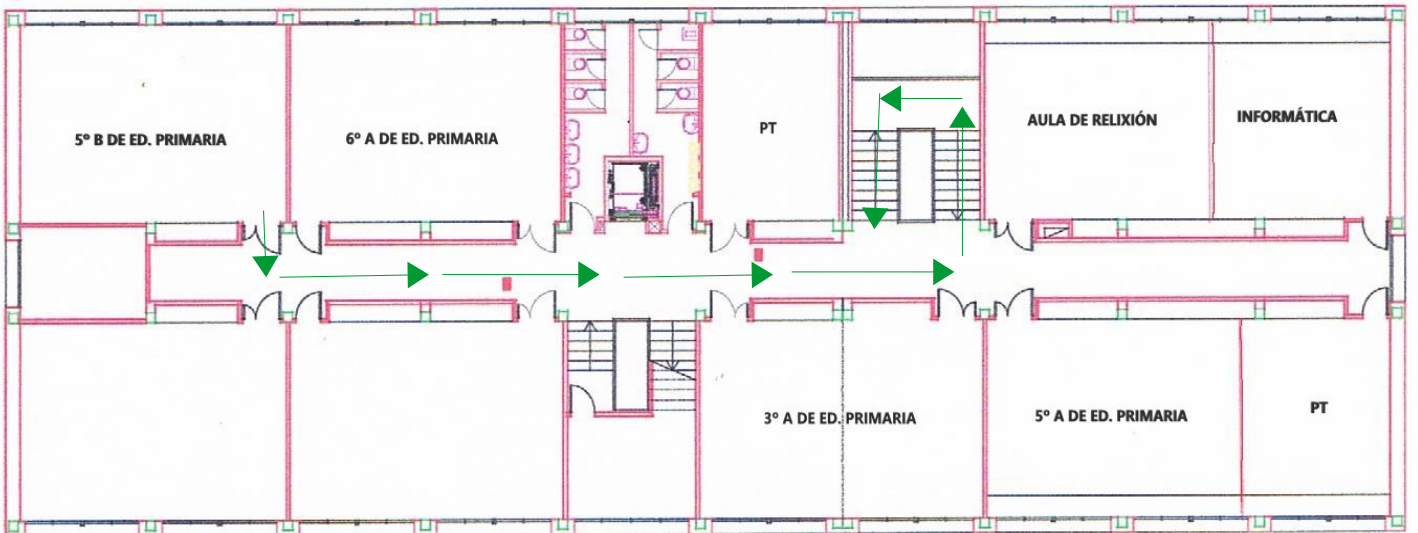 5º B DE ED. PRIMARIA
6º A DE ED. PRIMARIA
PT
AULA DE RELIXIÓN
INFORMÁTICA
3º A DE ED. PRIMARIA
5º A DE ED. PRIMARIA
PT